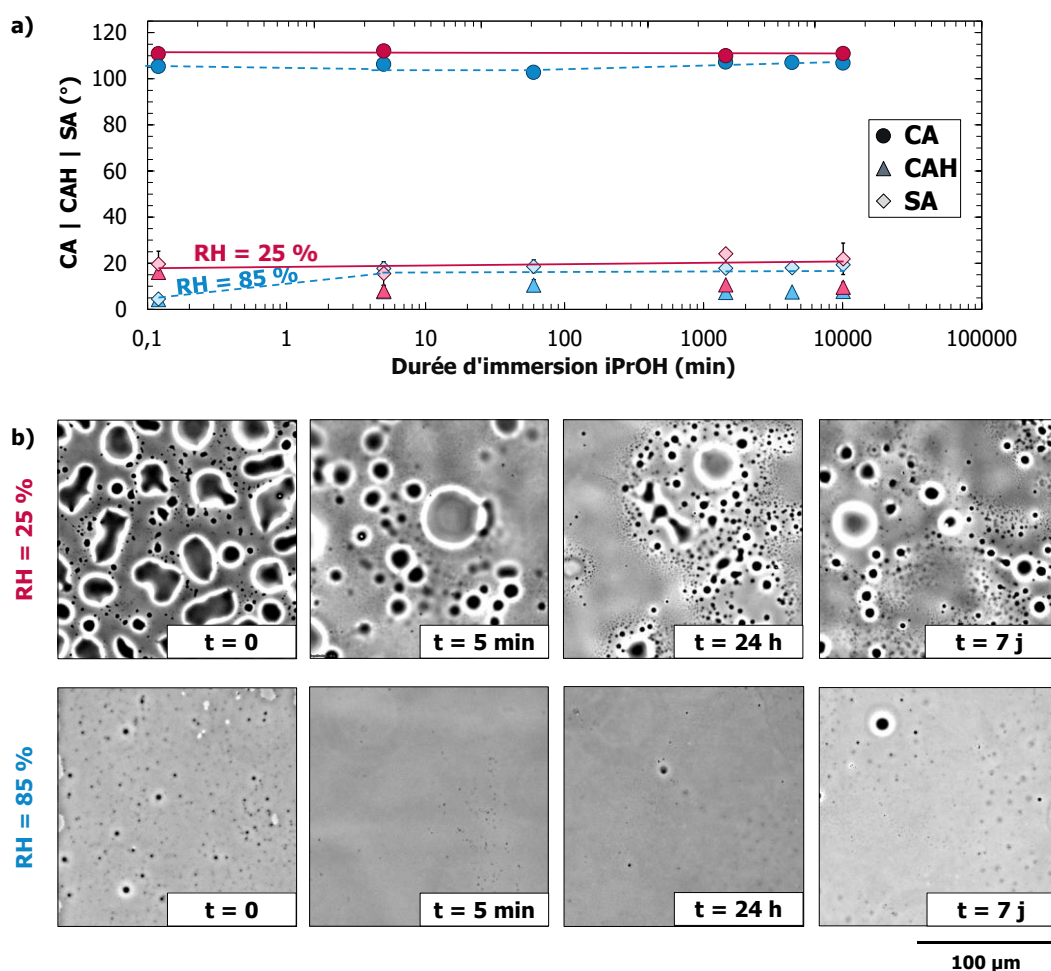 a)
CA | CAH | SA (°)
120
100
80
60
40
20
0
CA
CAH
SA
RH = 25 %
RH = 85 %
0,1 1 10 100 1000 10000 100000
Durée d'immersion iPrOH (min)
b)
RH = 25 %
t = 0 t = 5 min t = 24 h t = 7 j
RH = 85 %
t = 0 t = 5 min t = 24 h t = 7 j
100 µm